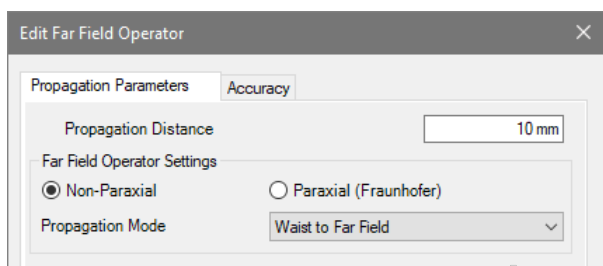 Edit Far Field Operator
Propagation Parameters Accuracy
Propagation Distance 10 mm
Far Field Operator Settings
Non-Paraxial Paraxial (Fraunhofer)
Propagation Mode Waist to Far Field